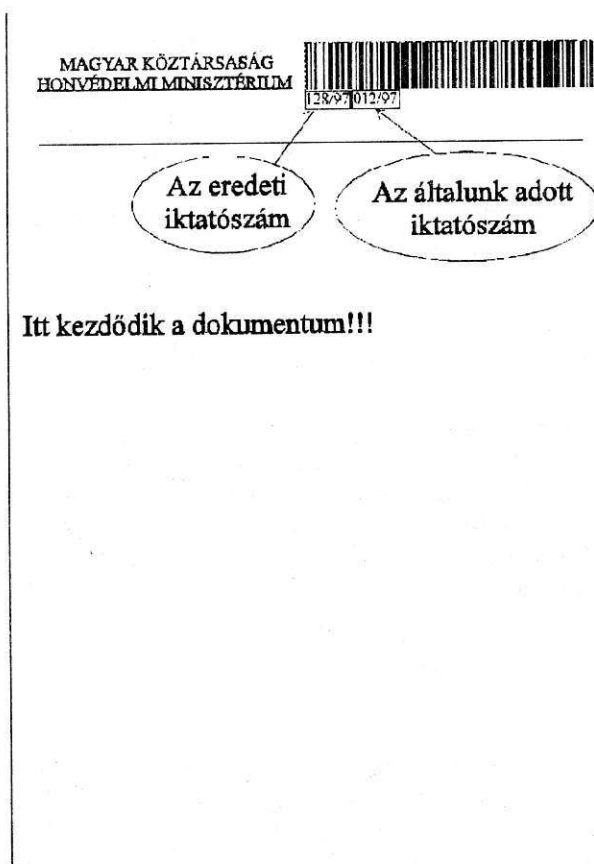 MAGYAR KÖZTÁRSASÁG
HONVÉDELMI MINISZTÉRIUM
128/97 012/97
Az eredeti
iktatószám
Az általunk adott
iktatószám
Itt kezdődik a dokumentum!!!